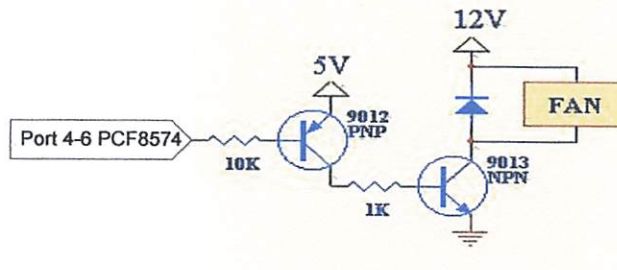 12V
5V
9012
PNP
FAN
Port 4-6 PCF8574
10K
9013
NPN
1K